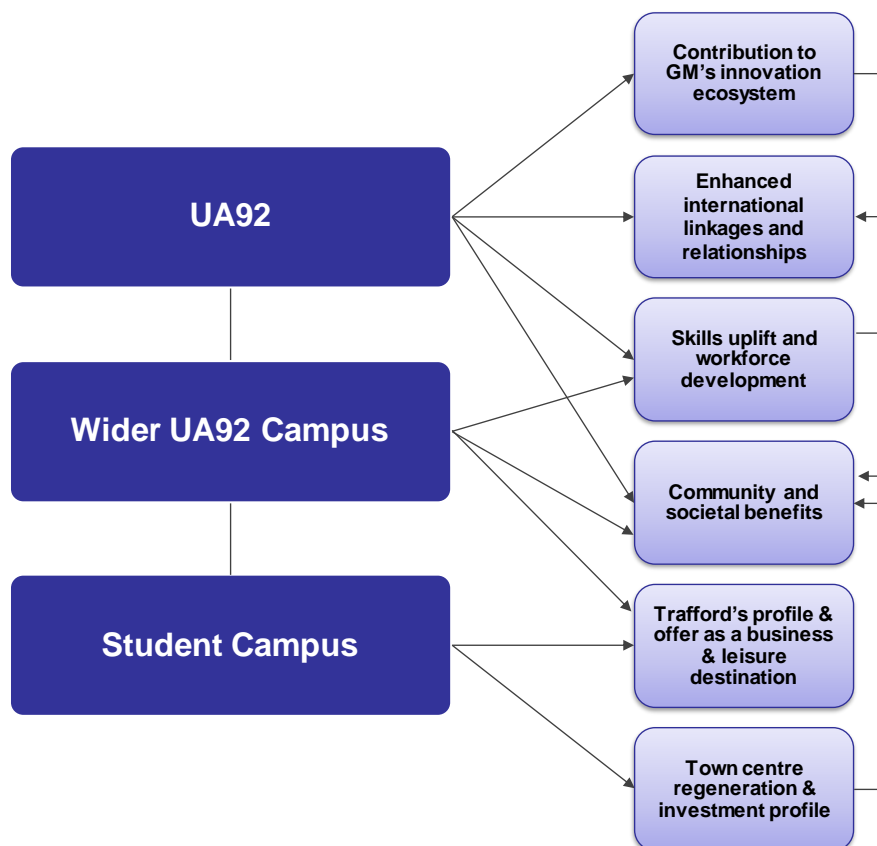 UA92
Wider UA92 Campus
Student Campus
Contribution to
GM's innovation
ecosystem
Enhanced
international
linkages and
relationships
Skills uplift and
workforce
development
Community and
societal benefits
Trafford's profile &
offer as a business
& leisure
destination
Town centre
regeneration &
investment profile